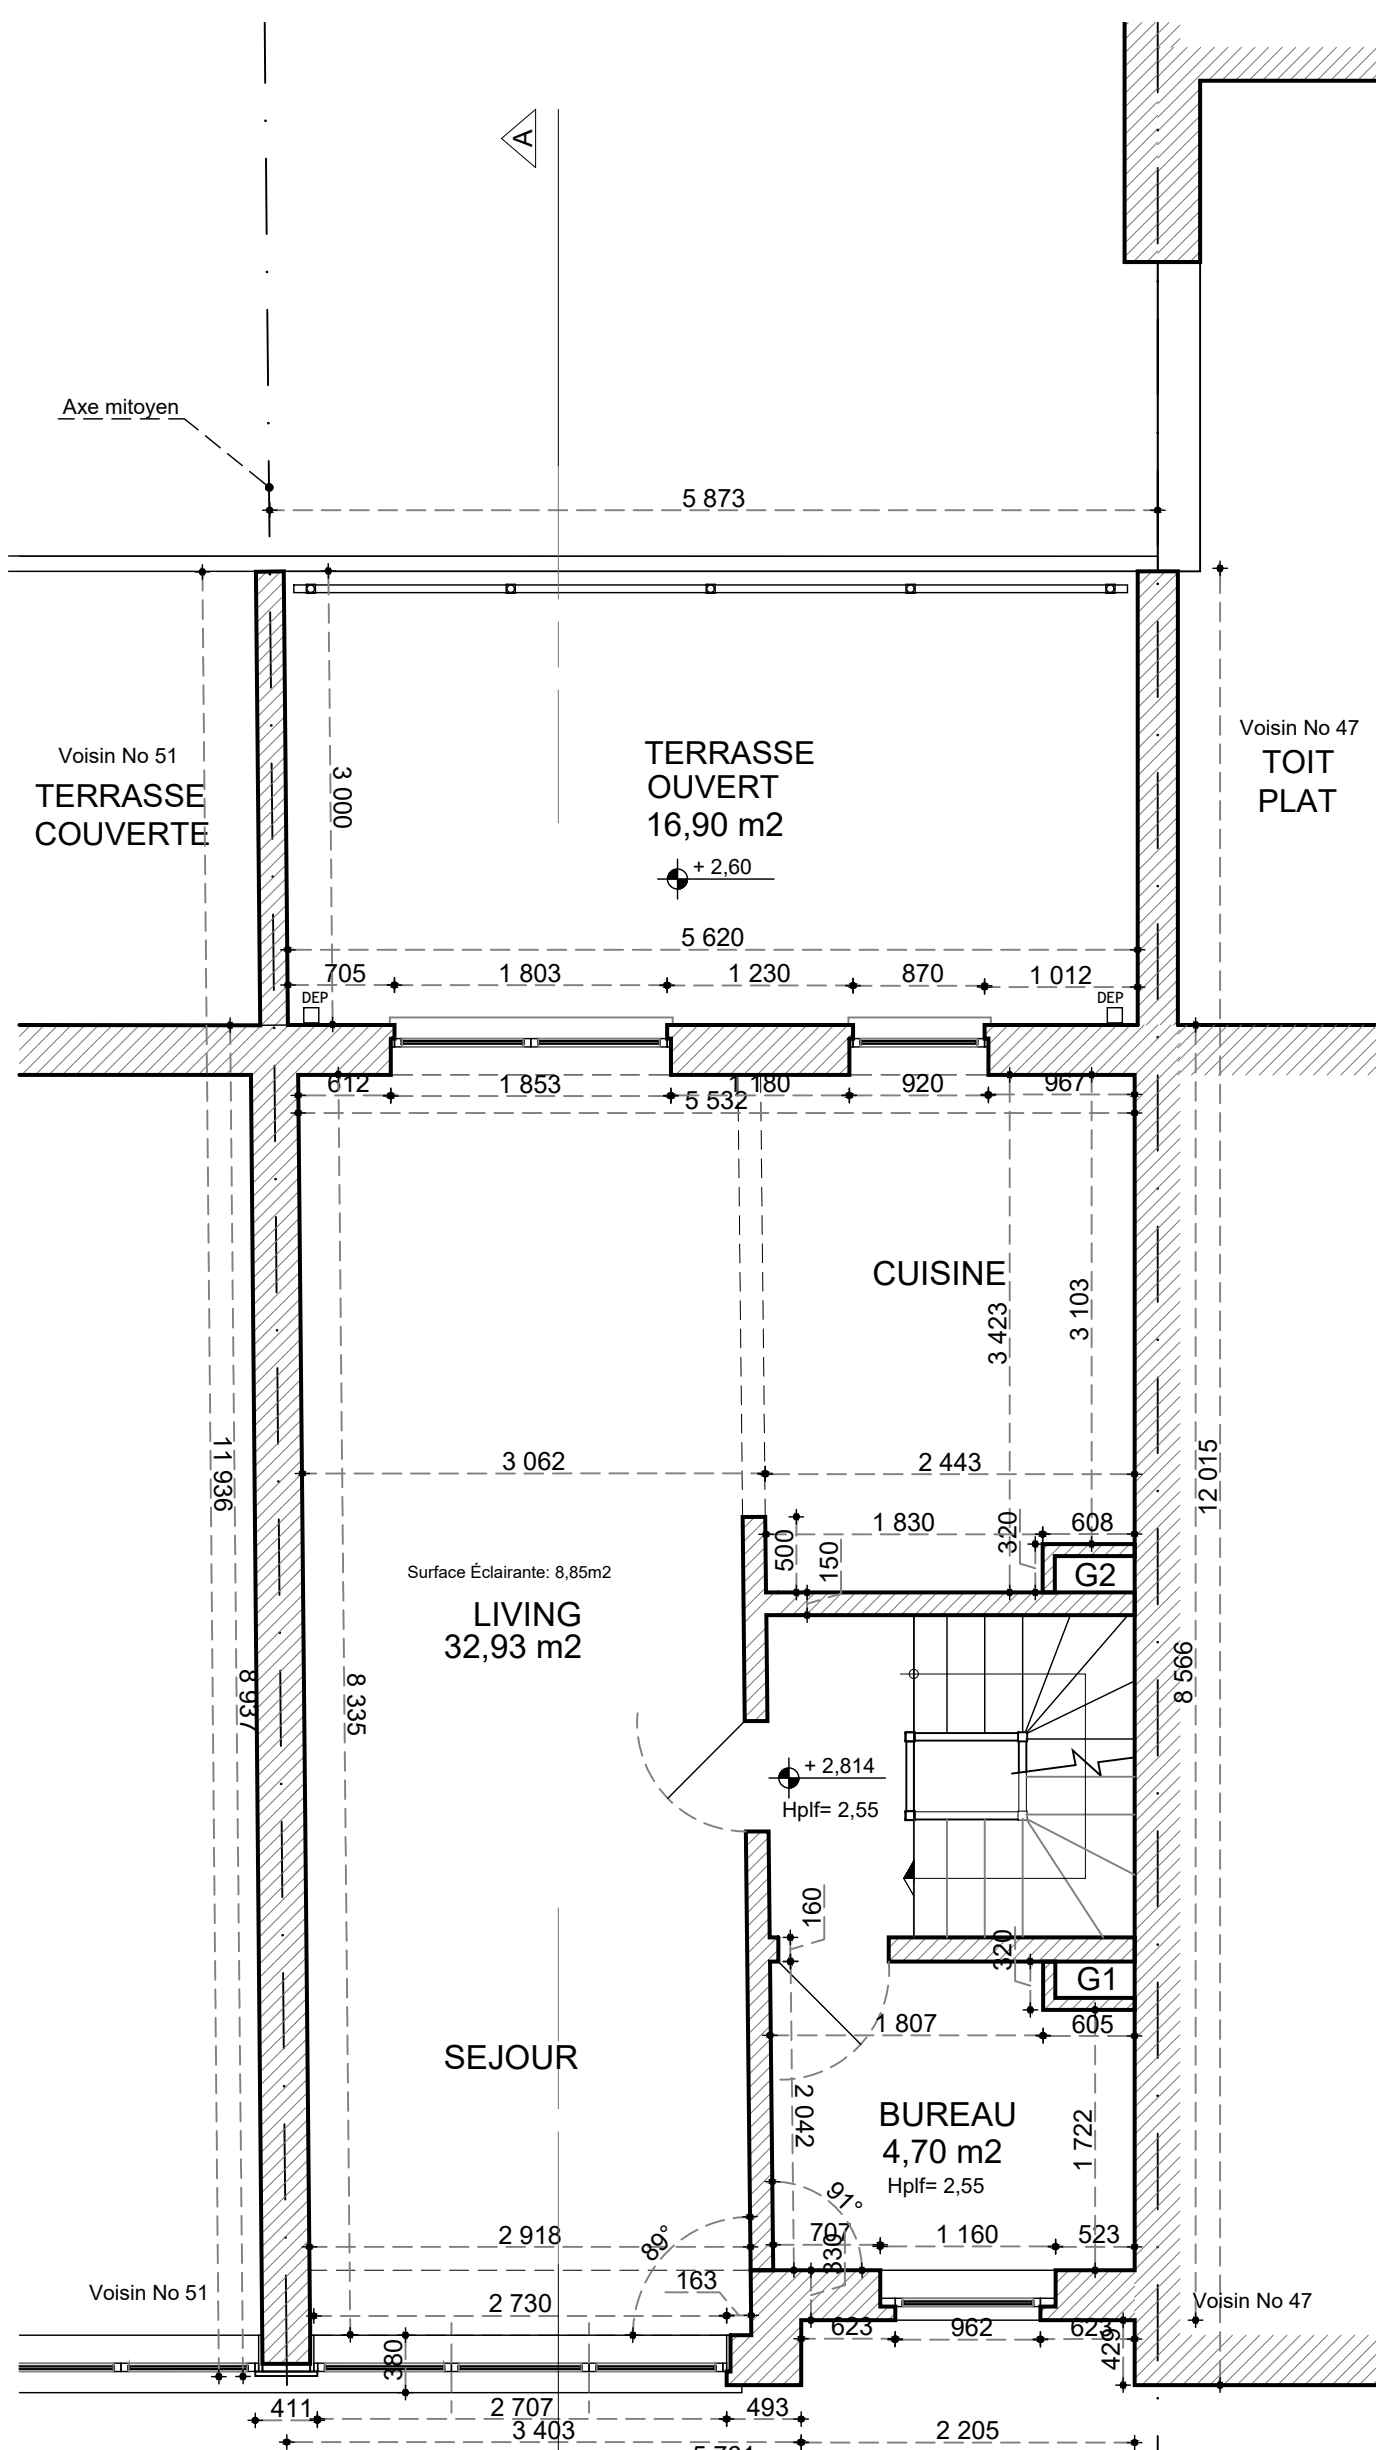 A
Axe mitoyen
5 873
Voisin No 51
TERRASSE
COUVERTE
3 000
TERRASSE
OUVERT
16,90 m2
+ 2,60
Voisin No 47
TOIT
PLAT
5 620
705
1 803
1 230
870
1 012
DEP
DEP
612
1 853
1 180
920
967
5 532
CUISINE
3 423
3 103
11 936
3 062
2 443
12 015
1 830
320
608
500
150
G2
Surface Éclairante: 8,85m2
LIVING
32,93 m2
8 937
8 335
8 566
+ 2,814
Hplf= 2,55
160
320
G1
1 807
605
SEJOUR
2 042
BUREAU
4,70 m2
Hplf= 2,55
1 722
91°
89°
2 918
707
330
1 160
523
Voisin No 51
163
2 730
Voisin No 47
380
623
962
623
429
411
2 707
493
3 403
2 205